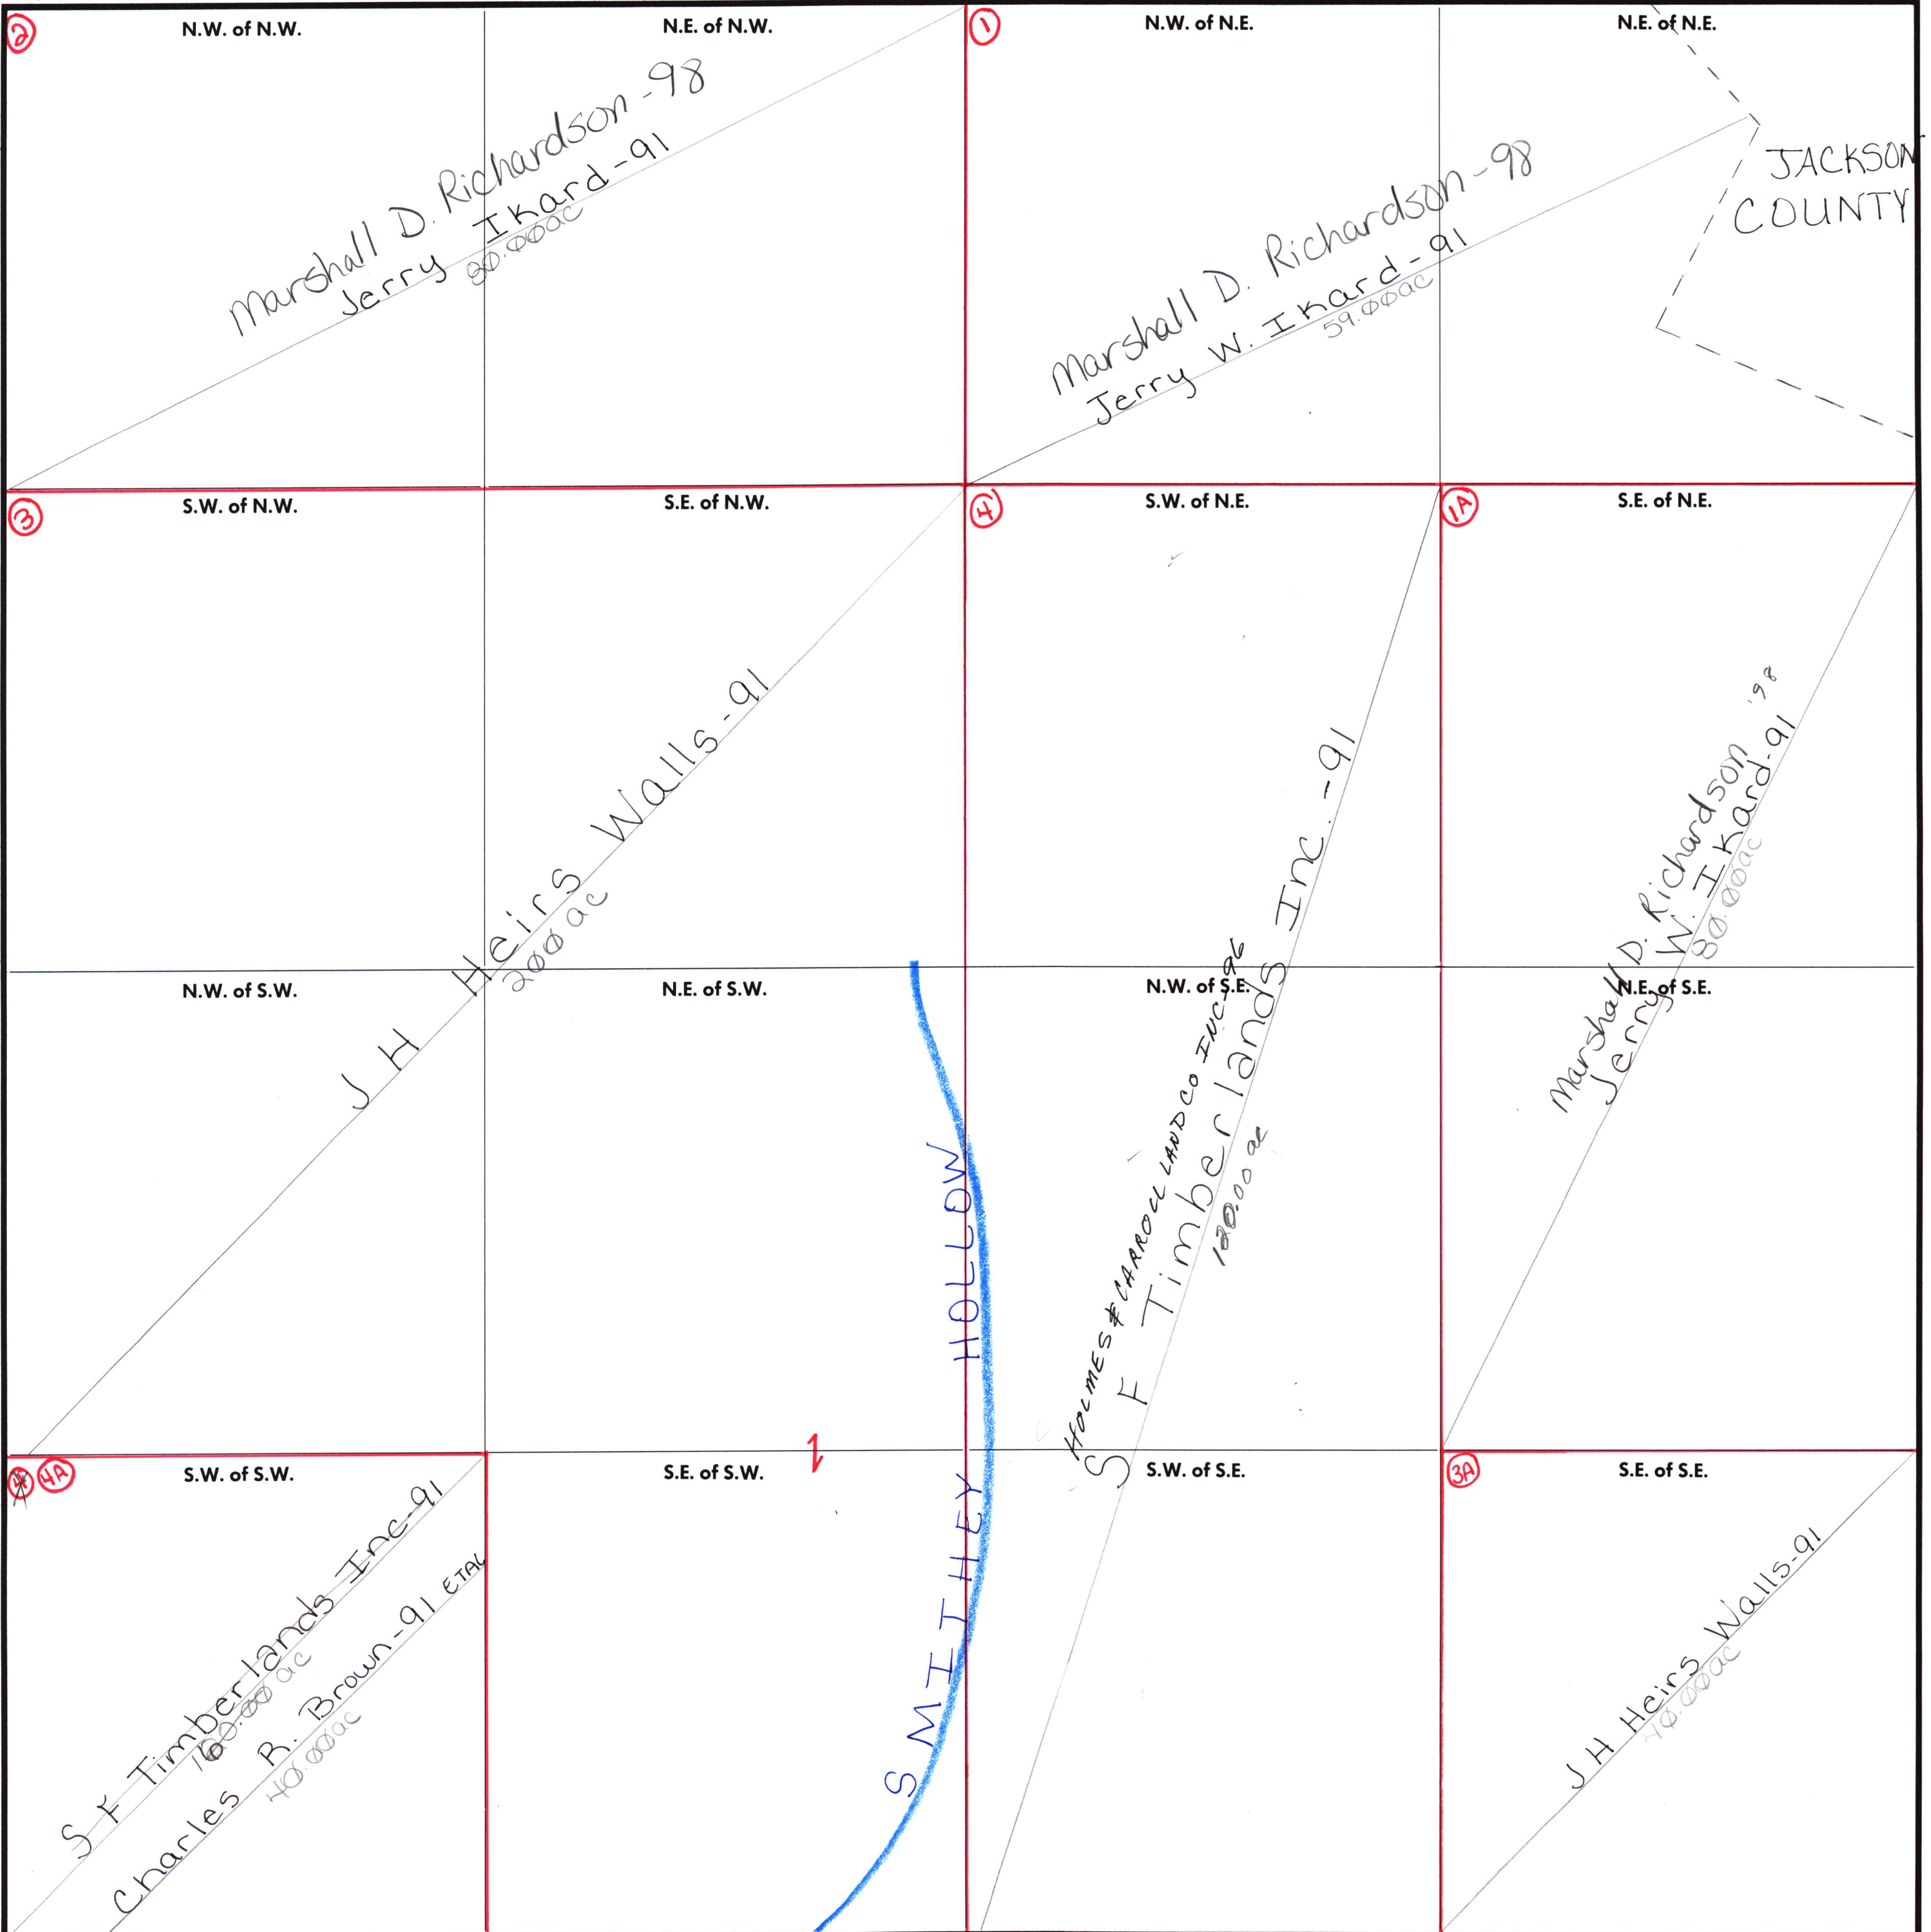 2
N.W. of N.W.
N.E. of N.W.
1
N.W. of N.E.
N.E. of N.E.
Marshall D. Richardson-98
Jerry Ikard-91
80.00ac
Marshall D. Richardson-98
Jerry W. Ikard-91
59.00ac
JACKSON
COUNTY
3
S.W. of N.W.
S.E. of N.W.
4
S.W. of N.E.
1A
S.E. of N.E.
J H Heirs Walls-91
200ac
N.W. of S.W.
N.E. of S.W.
N.W. of S.E.
N.E. of S.E.
HOLMES & CARROLL LAND CO INC-96
S F Timberlands Inc.-91
120.00 ac
Marshall D. Richardson '98
Jerry W. Ikard-91
80.00ac
SMITHEY HOLLOW
4A
S.W. of S.W.
S.E. of S.W.
S.W. of S.E.
3A
S.E. of S.E.
S F Timberlands Inc-91
160.00 ac
Charles R. Brown-91 ETAL
40.00ac
J H Heirs Walls-91
40.00ac